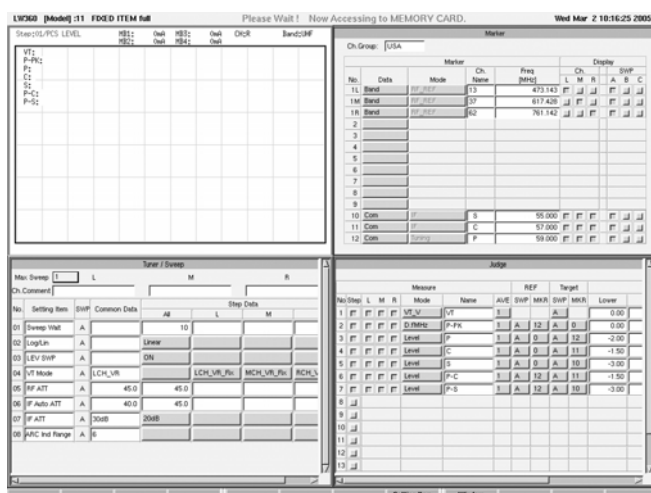 LW360 [Model] :11 FIXED ITEM full Please Wait ! Now Accessing to MEMORY CARD. Wed Mar 2 10:16:25 2005
Step:01/PCS LEVEL MB1: 0mA MB3: 0mA CH:R Band:UHF
MB2: 0mA MB4: 0mA
VT:
P-PK:
P:
C:
S:
P-C:
P-S:
Marker
Ch.Group: USA
Marker Display
Ch. Freq Ch. SWP
No. Data Mode Name [MHz] L M R A B C
1L Band RF_REF 13 473.143
1M Band RF_REF 37 617.428
1R Band RF_REF 62 761.142
2
3
4
5
6
7
8
9
10 Com IF S 55.000
11 Com IF C 57.000
12 Com Tuning P 59.000
Tuner / Sweep
Max Sweep 1 L M R
Ch.Comment
No. Setting Item SWP Common Data Step Data
All L M
01 Sweep Wait A 10
02 Log/Lin A Linear
03 LEV SWP A ON
04 VT Mode A LCH_VR LCH_VR_Fix MCH_VR_Fix RCH_V
05 RF ATT A 45.0 45.0
06 IF Auto ATT A 40.0 45.0
07 IF ATT A 30dB 20dB
08 ARC Ind Range A 6
Judge
Measure REF Target
No Step L M R Mode Name AVE SWP MKR SWP MKR Lower
1 VT_V VT 1 A 0.00
2 D.fMHz P-PK 1 A 12 A 0 0.00
3 Level P 1 A 0 A 12 -2.00
4 Level C 1 A 0 A 11 -1.50
5 Level S 1 A 0 A 10 -3.00
6 Level P-C 1 A 12 A 11 -1.50
7 Level P-S 1 A 12 A 10 -3.00
8
9
10
11
12
13